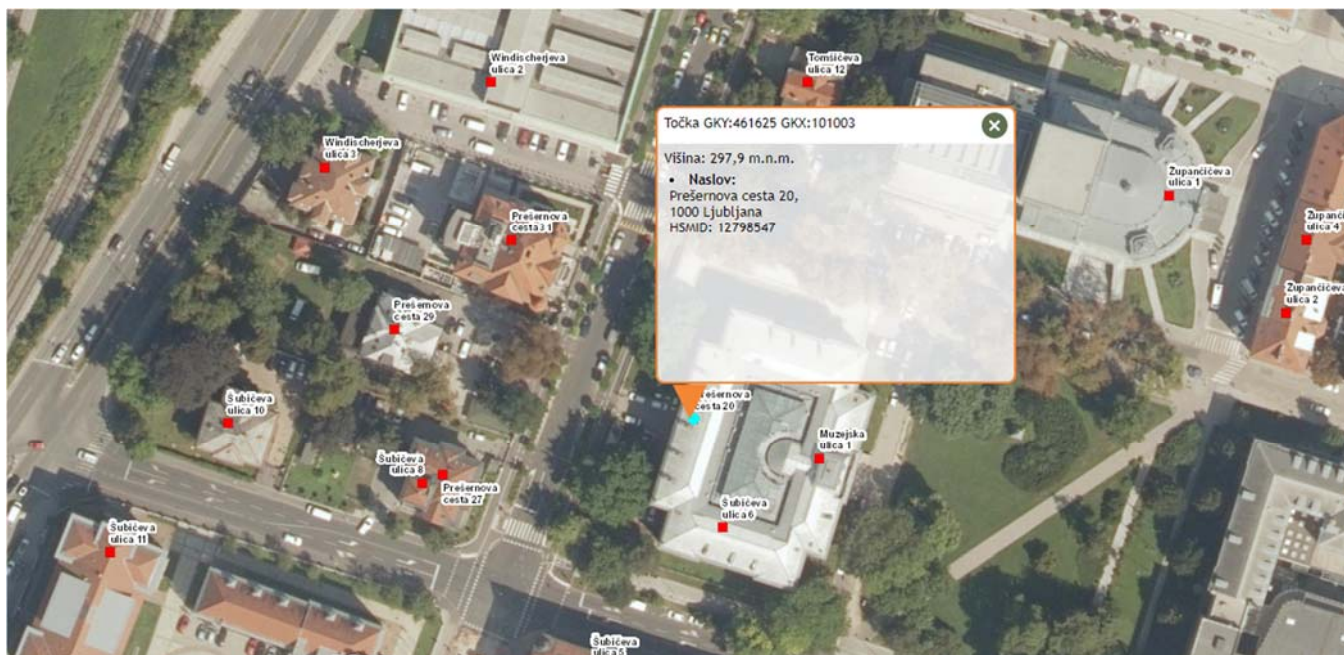 Windischerjeva
ulica 2
Tomšičeva
ulica 12
Točka GKY:461625 GKX:101003
Višina: 297,9 m.n.m.
• Naslov:
Prešernova cesta 20,
1000 Ljubljana
HSMID: 12798547
Windischerjeva
ulica 3
Župančičeva
ulica 1
Prešernova
cesta 31
Župančičeva
ulica 2
Prešernova
cesta 29
Prešernova
cesta 20
Šubičeva
ulica 10
Muzejska
ulica 1
Šubičeva
ulica 8
Prešernova
cesta 27
Šubičeva
ulica 6
Šubičeva
ulica 11
Šubičeva
ulica 5